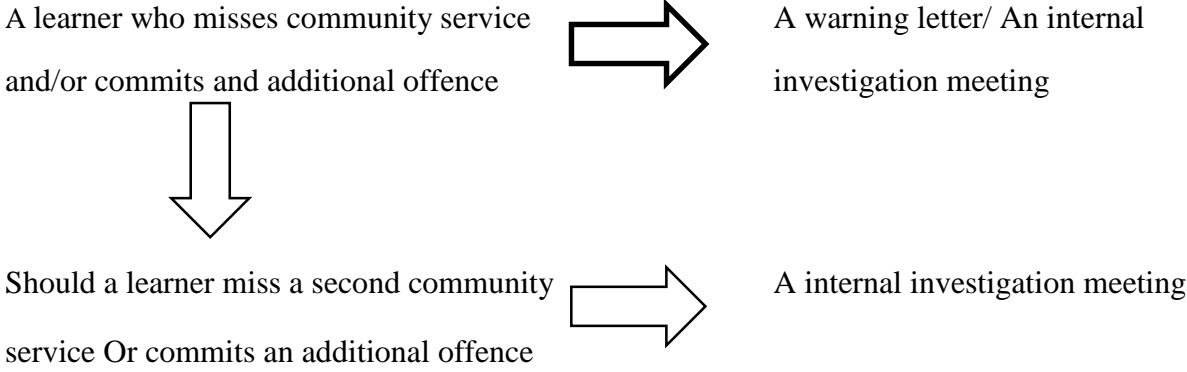 A learner who misses community service
and/or commits and additional offence
A warning letter/ An internal
investigation meeting
Should a learner miss a second community
service Or commits an additional offence
A internal investigation meeting